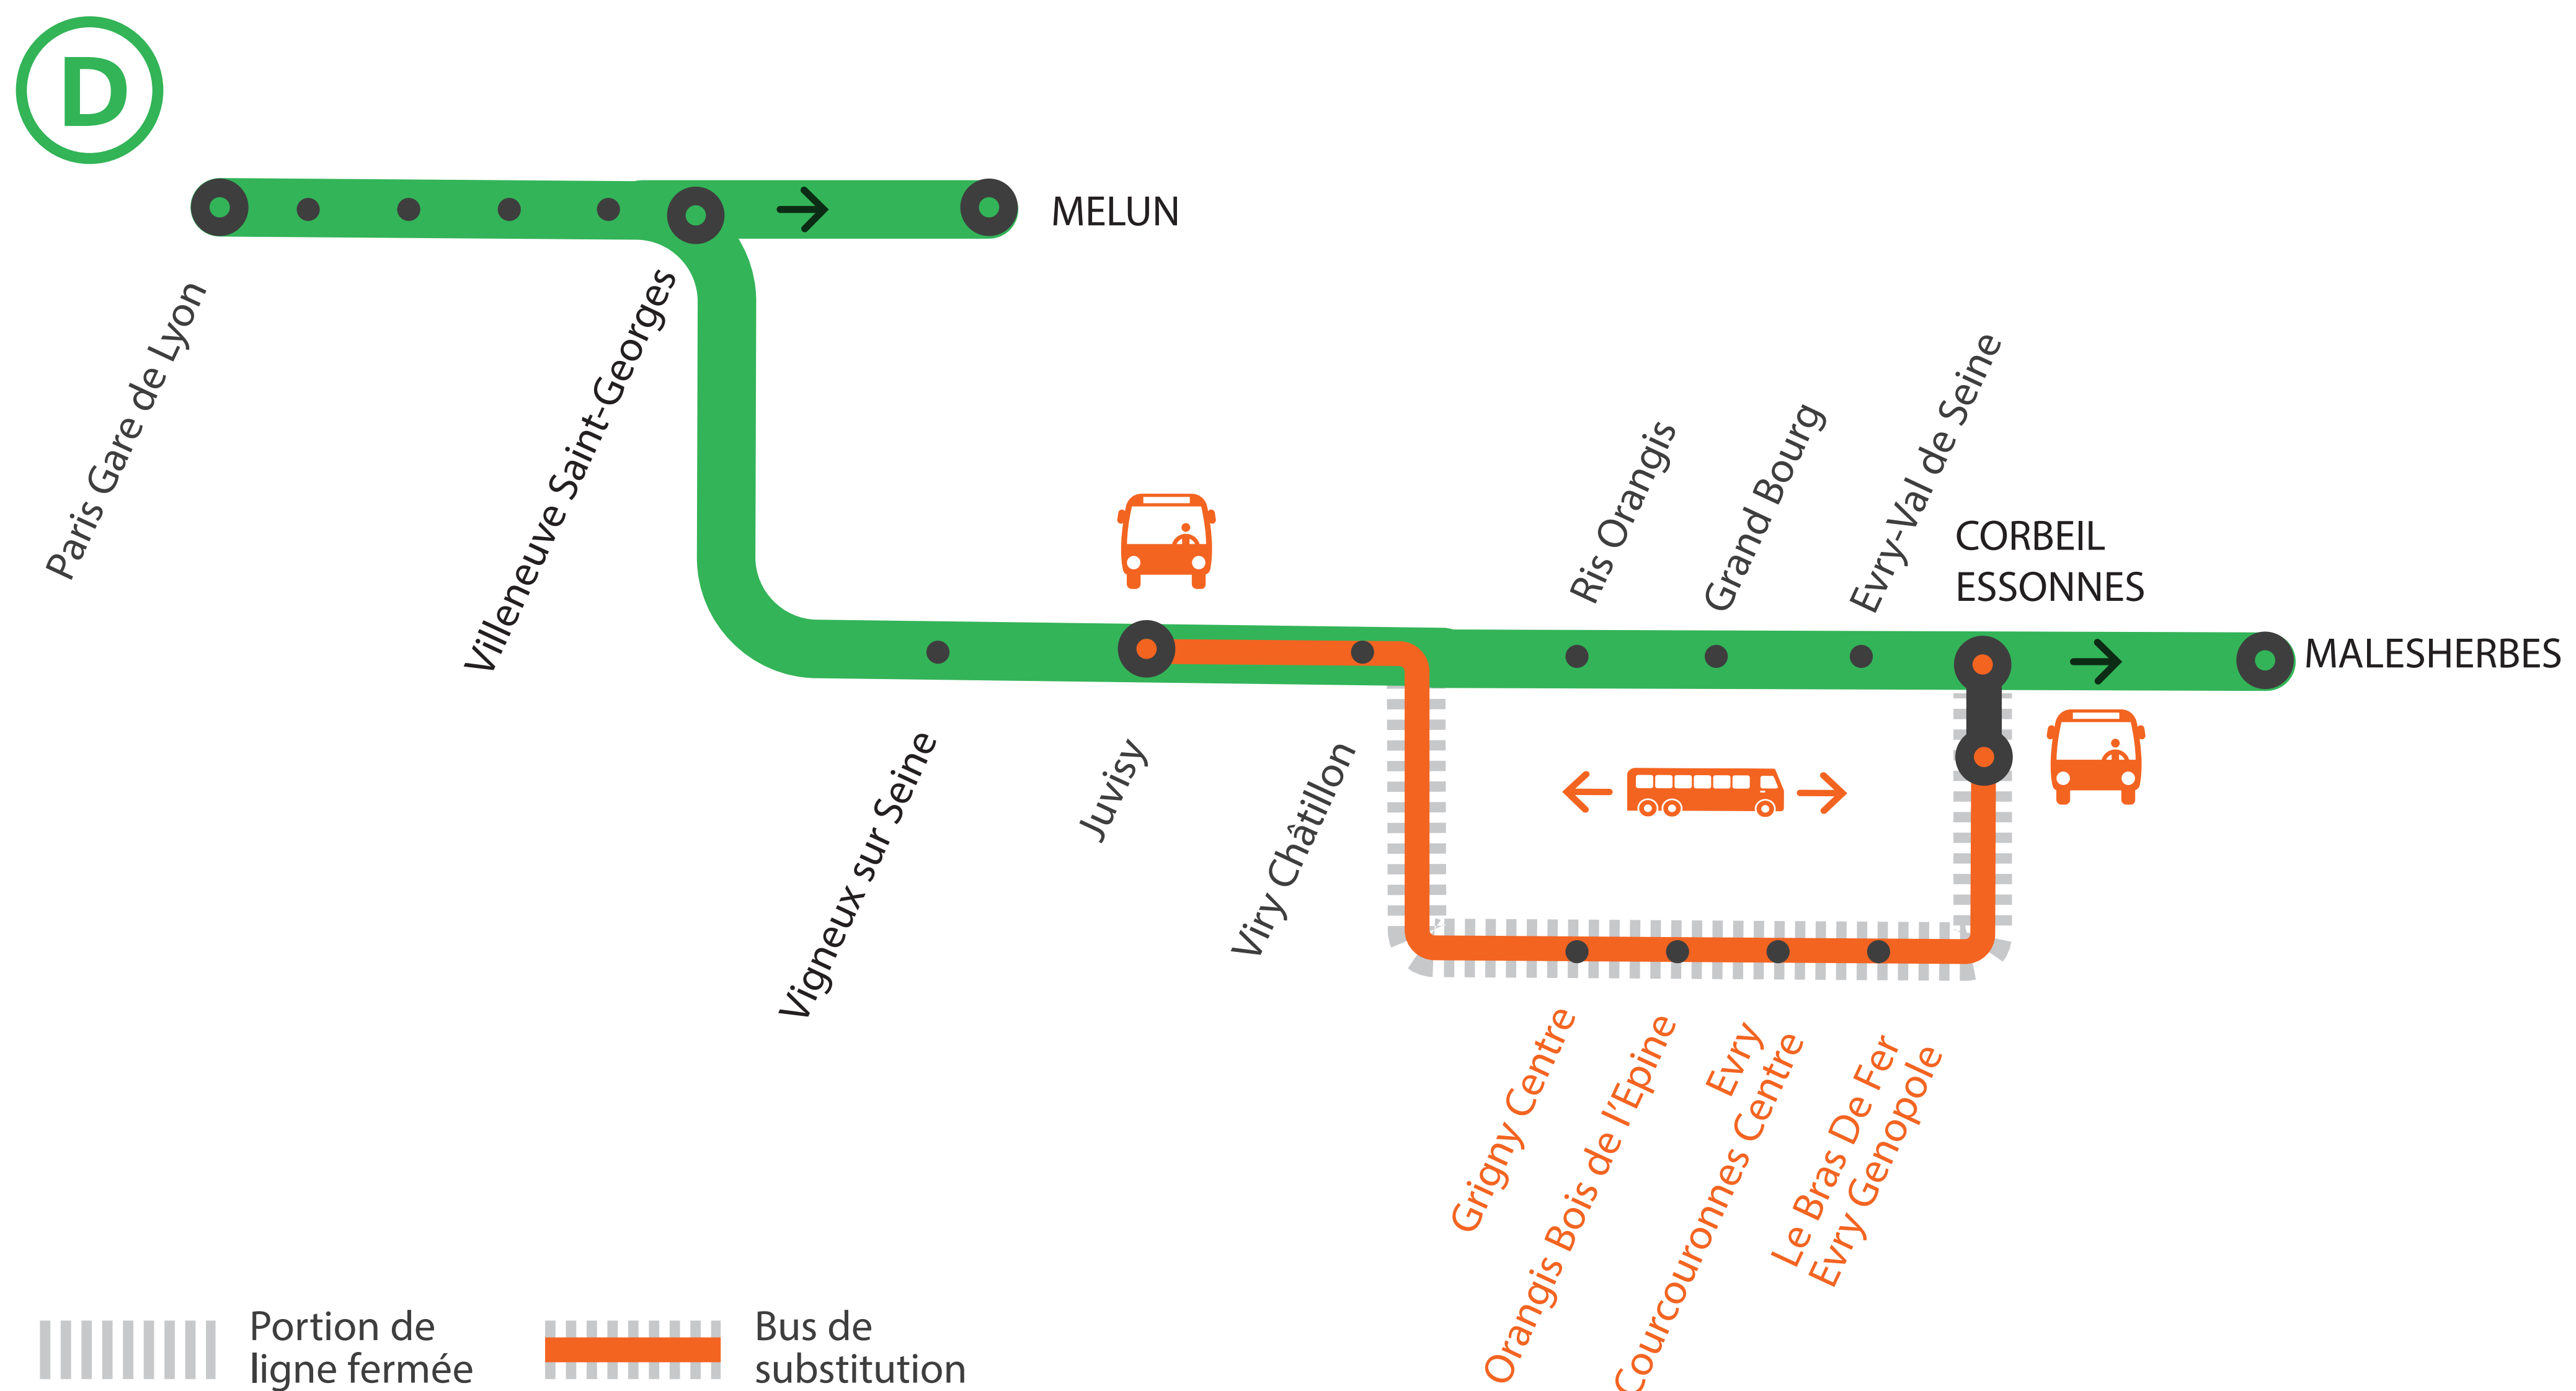 D
MELUN
Paris Gare de Lyon
Villeneuve Saint-Georges
Vigneux sur Seine
Juvisy
Viry Châtillon
Ris Orangis
Grand Bourg
Evry-Val de Seine
CORBEIL
ESSONNES
MALESHERBES
Grigny Centre
Orangis Bois de l'Epine
Evry
Courcouronnes Centre
Le Bras De Fer
Evry Genopole
Portion de
ligne fermée
Bus de
substitution